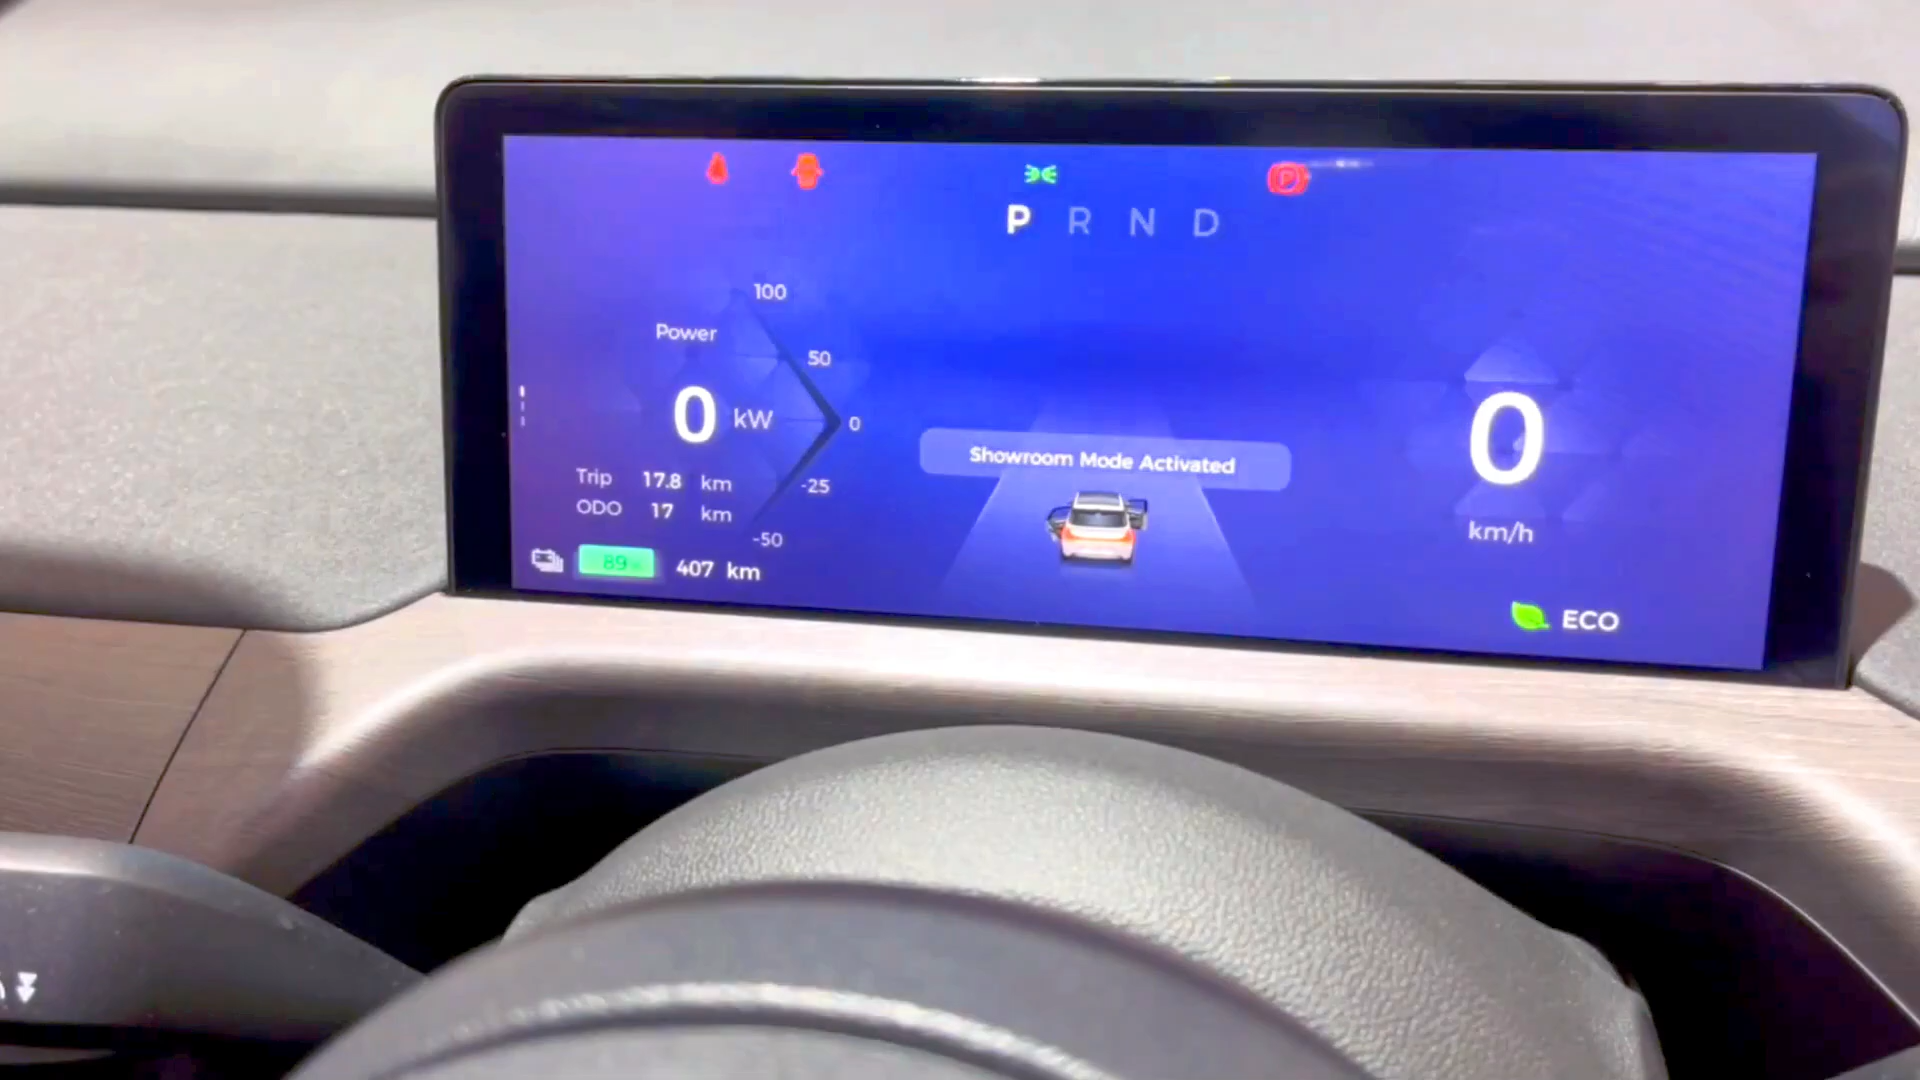 P R N D
100
Power
50
0 kW
0
Trip 17.8 km
-25
ODO 17 km
-50
89
407 km
Showroom Mode Activated
0
km/h
ECO